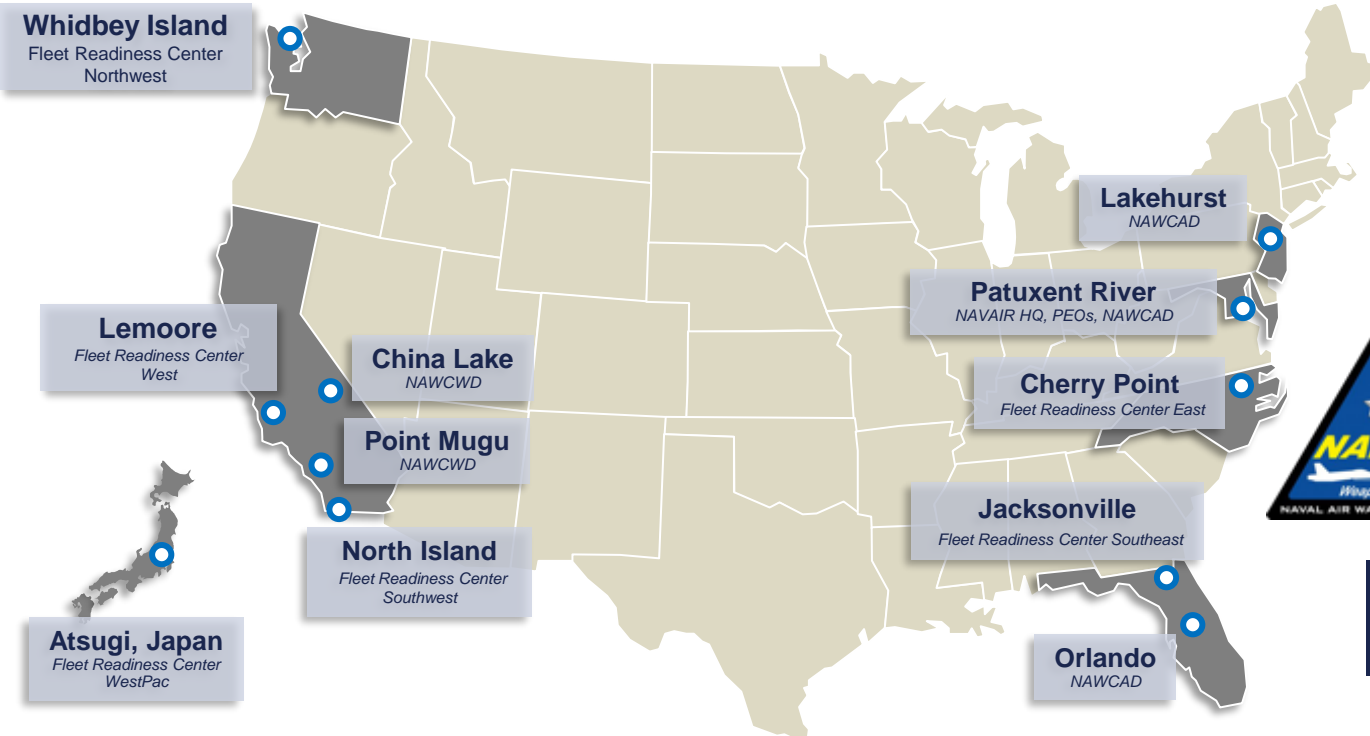 Whidbey Island
Fleet Readiness Center
Northwest
Lakehurst
NAWCAD
Patuxent River
NAVAIR HQ, PEOs, NAWCAD
Lemoore
Fleet Readiness Center
West
China Lake
NAWCWD
Cherry Point
Fleet Readiness Center East
Point Mugu
NAWCWD
Jacksonville
Fleet Readiness Center Southeast
North Island
Fleet Readiness Center
Southwest
Atsugi, Japan
Fleet Readiness Center
WestPac
Orlando
NAWCAD
NAVAL AIR